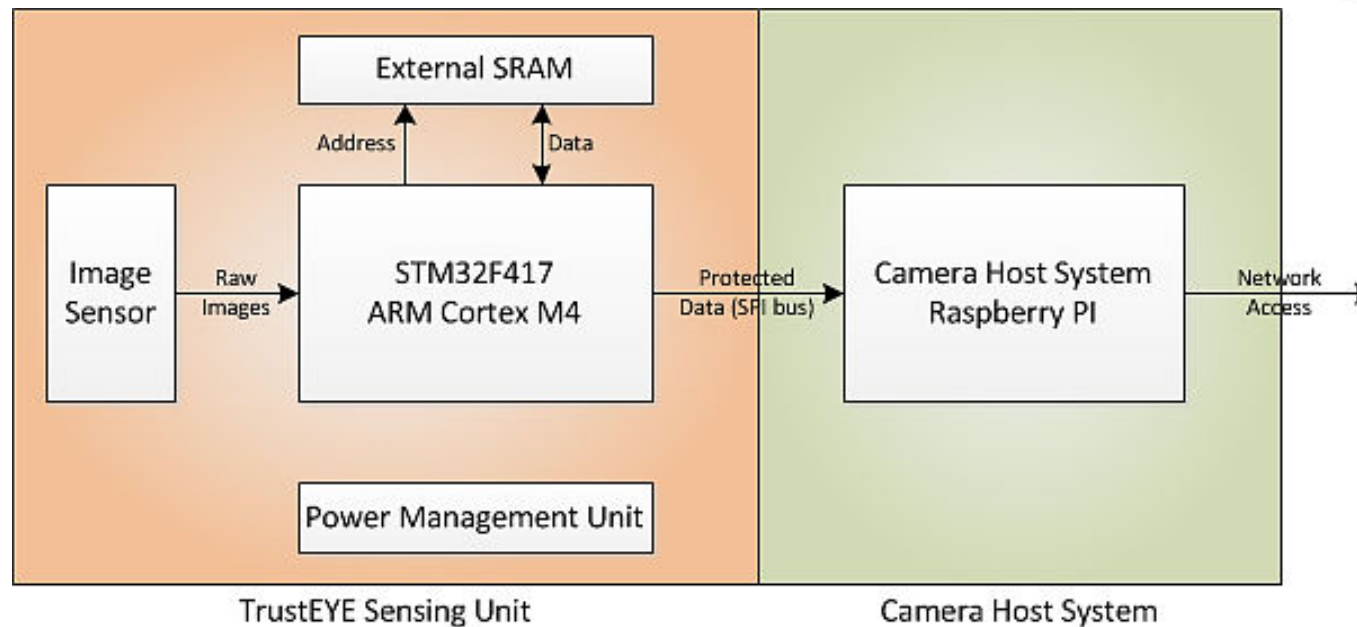 External SRAM
Address
Data
Image
Sensor
Raw
Images
STM32F417
ARM Cortex M4
Protected
Data (SPI bus)
Camera Host System
Raspberry PI
Network
Access
Power Management Unit
TrustEYE Sensing Unit
Camera Host System